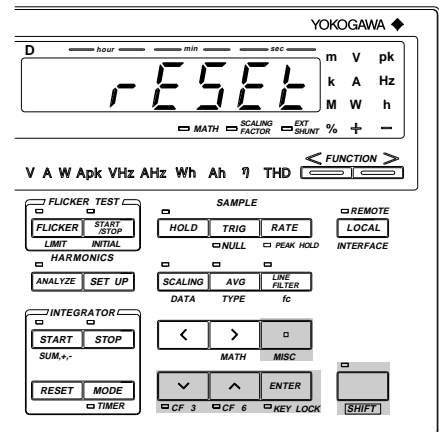 YOKOGAWA
D hour min sec m V pk
rESEt
k A Hz
M W h
MATH SCALING FACTOR EXT SHUNT % + −
V A W Apk VHz AHz Wh Ah η THD < FUNCTION >
FLICKER TEST SAMPLE
REMOTE
FLICKER START /STOP HOLD TRIG RATE LOCAL
LIMIT INITIAL NULL PEAK HOLD INTERFACE
HARMONICS
ANALYZE SET UP SCALING AVG LINE FILTER
DATA TYPE fc
INTEGRATOR
START STOP < >
SUM,+,- MATH MISC
RESET MODE ENTER
TIMER CF 3 CF 6 KEY LOCK SHIFT